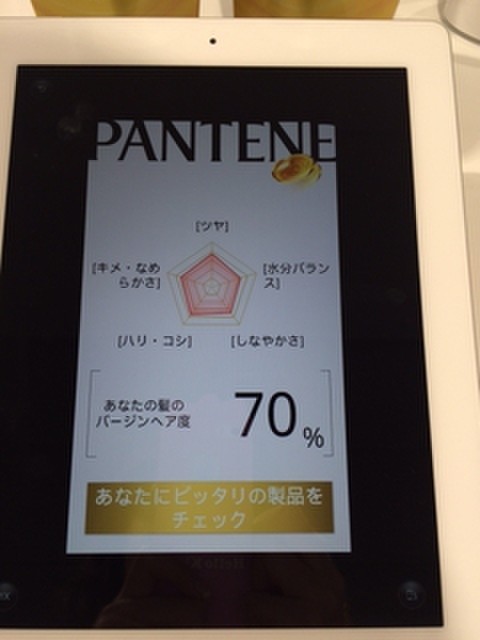 PANTENE
[ツヤ]
[キメ・なめ
らかさ]
[水分バラン
ス]
[ハリ・コシ]
[しなやかさ]
あなたの髪の
バージンヘア度
70%
あなたにピッタリの製品を
チェック